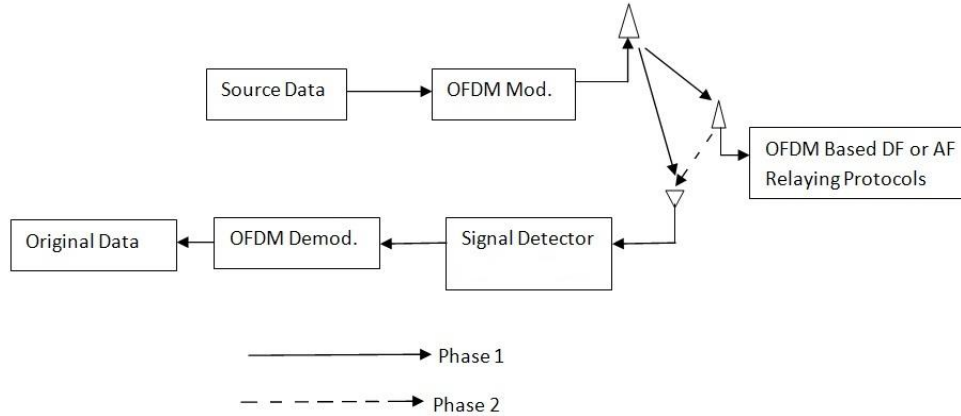 Source Data
OFDM Mod.
OFDM Based DF or AF
Relaying Protocols
Original Data
OFDM Demod.
Signal Detector
Phase 1
Phase 2